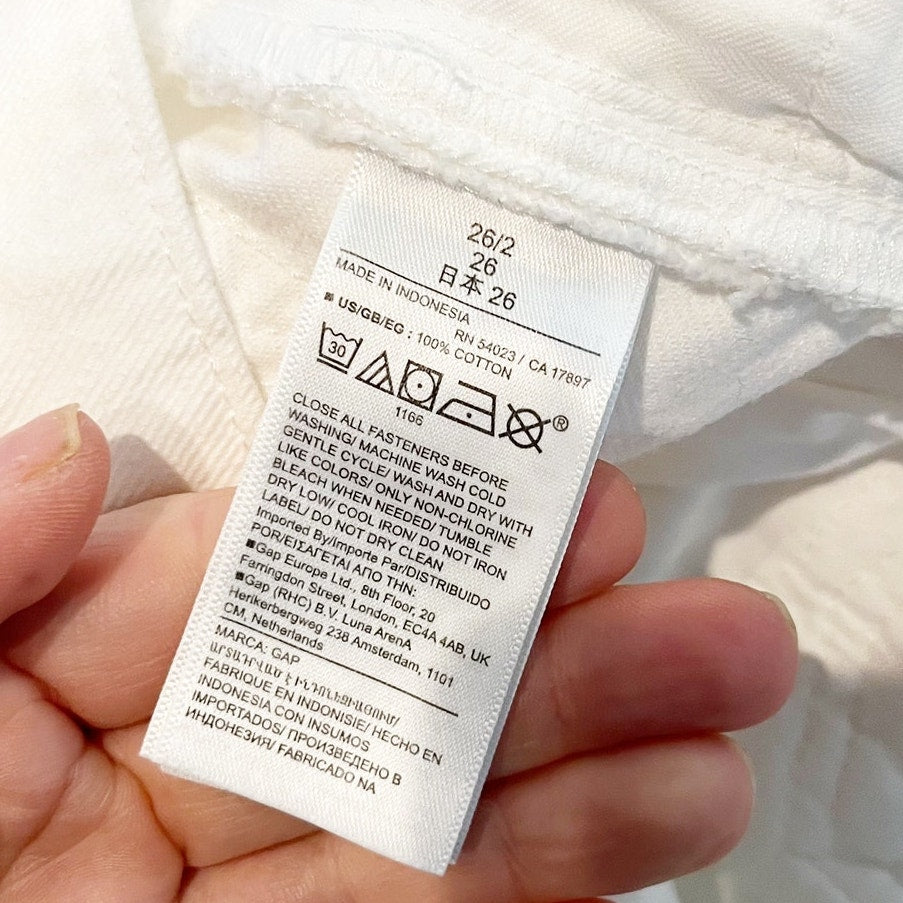 26/2
26
日本 26
MADE IN INDONESIA
RN 54023 / CA 17897
US/GB/EG : 100% COTTON
30
®
1166
CLOSE ALL FASTENERS BEFORE
WASHING/ MACHINE WASH COLD
GENTLE CYCLE/ WASH AND DRY WITH
LIKE COLORS/ ONLY NON-CHLORINE
BLEACH WHEN NEEDED/ TUMBLE
DRY LOW/ COOL IRON/ DO NOT IRON
LABEL/ DO NOT DRY CLEAN
Imported By/Importe Par/DISTRIBUIDO
POR/ΕΙΣΑΓΕΤΑΙ ΑΠΟ ΤΗΝ:
Gap Europe Ltd., 8th Floor, 20
Farringdon Street, London, EC4A 4AB, UK
Gap (RHC) B.V. Luna ArenA
Herikerbergweg 238 Amsterdam, 1101
CM, Netherlands
MARCA: GAP
ԱՐՏԱԴՐՎԱԾ Է ԻՆԴՈՆԵԶԻԱՅՈՒՄ/
FABRIQUE EN INDONISIE/ HECHO EN
INDONESIA CON INSUMOS
IMPORTADOS/ ПРОИЗВЕДЕНО В
ИНДОНЕЗИЯ/ FABRICADO NA